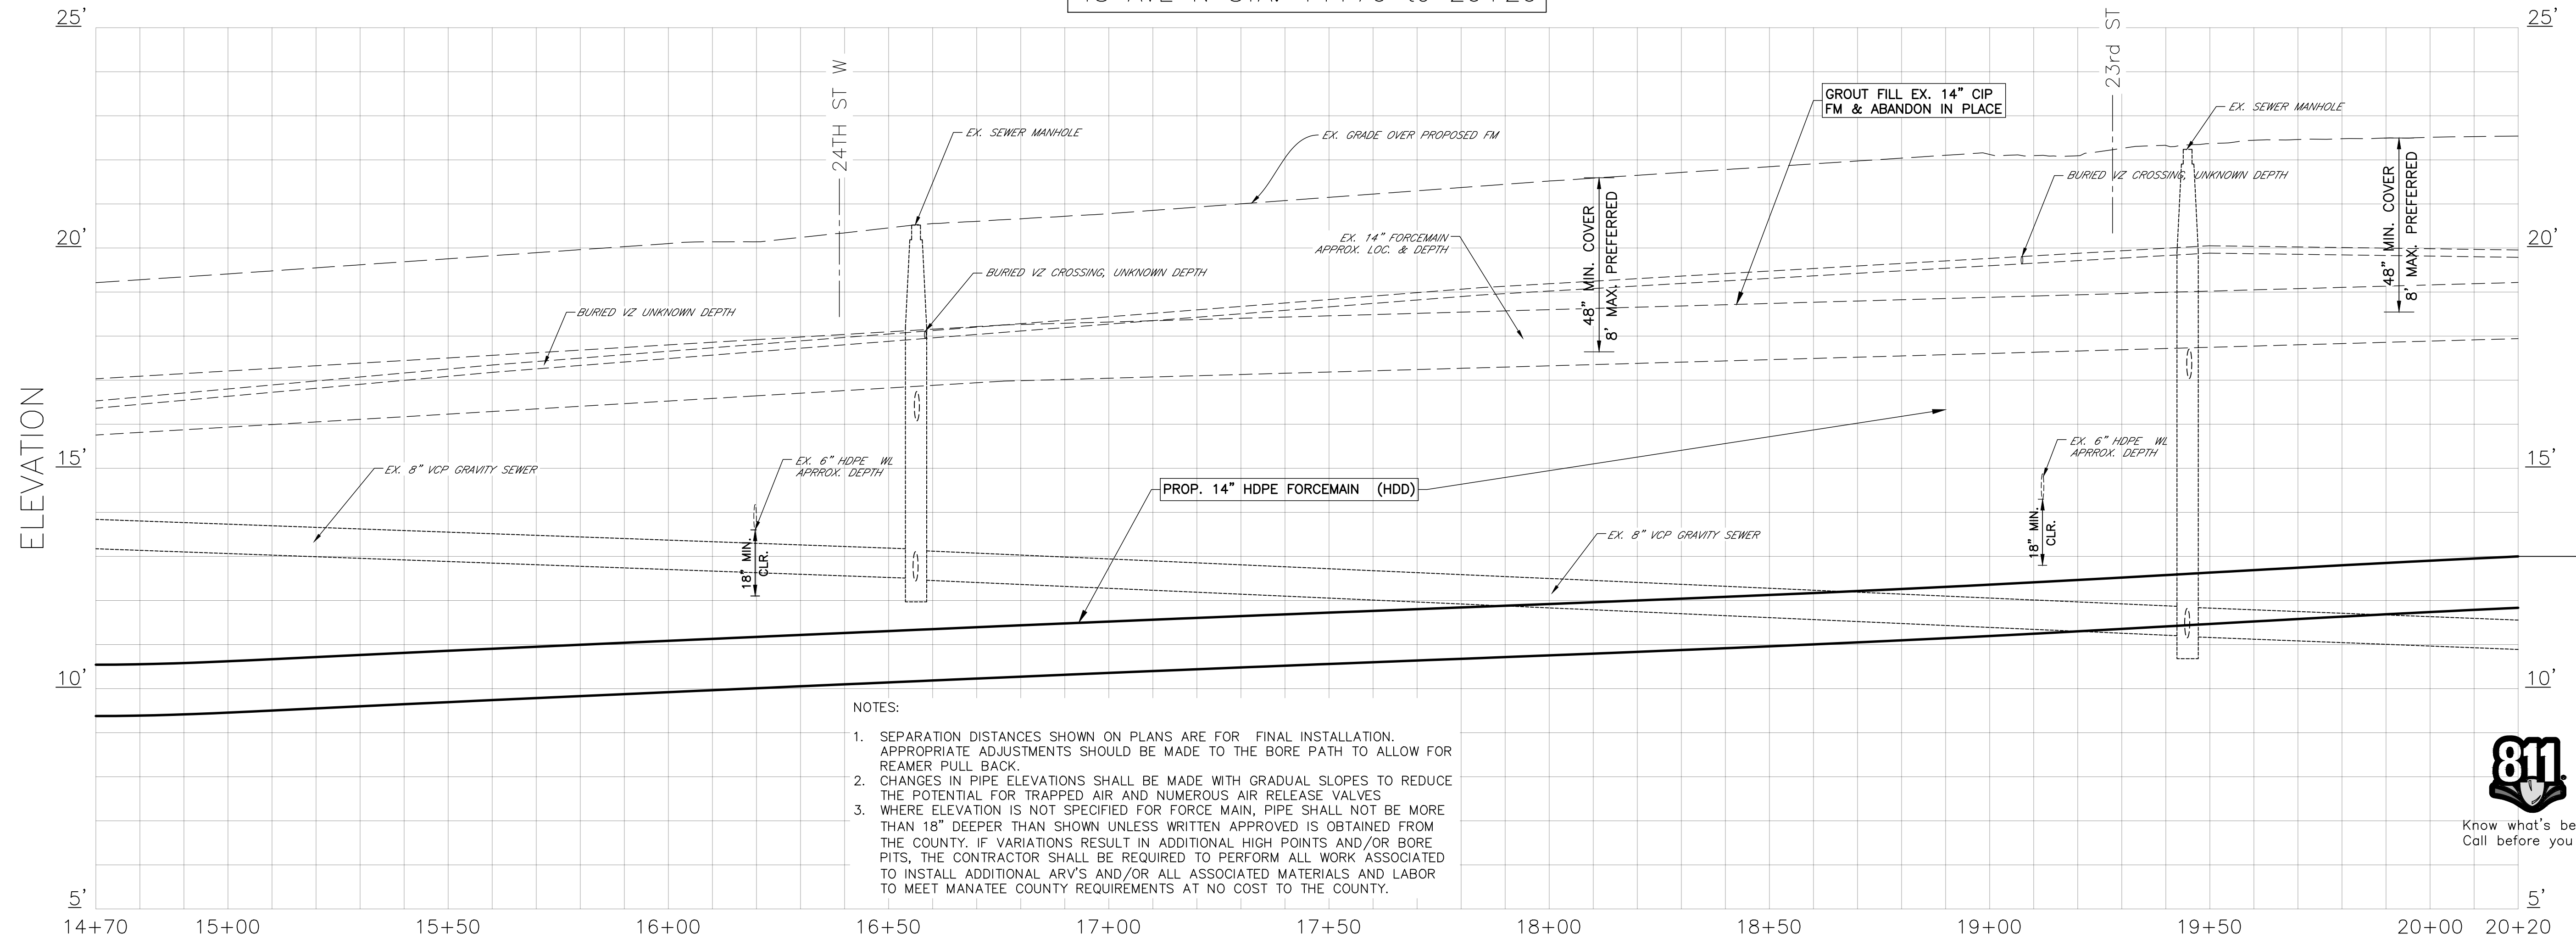 25'
25'
24TH ST W
23rd ST
GROUT FILL EX. 14" CIP
FM & ABANDON IN PLACE
EX. SEWER MANHOLE
EX. GRADE OVER PROPOSED FM
EX. SEWER MANHOLE
BURIED VZ CROSSING, UNKNOWN DEPTH
48" MIN. COVER
8' MAX. PREFERRED
48" MIN. COVER
8' MAX. PREFERRED
20'
20'
EX. 14" FORCEMAIN
APPROX. LOC. & DEPTH
BURIED VZ CROSSING, UNKNOWN DEPTH
BURIED VZ UNKNOWN DEPTH
ELEVATION
15'
15'
EX. 8" VCP GRAVITY SEWER
EX. 6" HDPE WL
APRROX. DEPTH
EX. 6" HDPE WL
APRROX. DEPTH
PROP. 14" HDPE FORCEMAIN (HDD)
18" MIN.
CLR.
EX. 8" VCP GRAVITY SEWER
18" MIN.
CLR.
10'
10'
NOTES:
1. SEPARATION DISTANCES SHOWN ON PLANS ARE FOR FINAL INSTALLATION.
APPROPRIATE ADJUSTMENTS SHOULD BE MADE TO THE BORE PATH TO ALLOW FOR
REAMER PULL BACK.
2. CHANGES IN PIPE ELEVATIONS SHALL BE MADE WITH GRADUAL SLOPES TO REDUCE
THE POTENTIAL FOR TRAPPED AIR AND NUMEROUS AIR RELEASE VALVES
3. WHERE ELEVATION IS NOT SPECIFIED FOR FORCE MAIN, PIPE SHALL NOT BE MORE
THAN 18" DEEPER THAN SHOWN UNLESS WRITTEN APPROVED IS OBTAINED FROM
THE COUNTY. IF VARIATIONS RESULT IN ADDITIONAL HIGH POINTS AND/OR BORE
PITS, THE CONTRACTOR SHALL BE REQUIRED TO PERFORM ALL WORK ASSOCIATED
TO INSTALL ADDITIONAL ARV'S AND/OR ALL ASSOCIATED MATERIALS AND LABOR
TO MEET MANATEE COUNTY REQUIREMENTS AT NO COST TO THE COUNTY.
811
Know what's be
Call before you
5'
5'
14+70 15+00 15+50 16+00 16+50 17+00 17+50 18+00 18+50 19+00 19+50 20+00 20+20